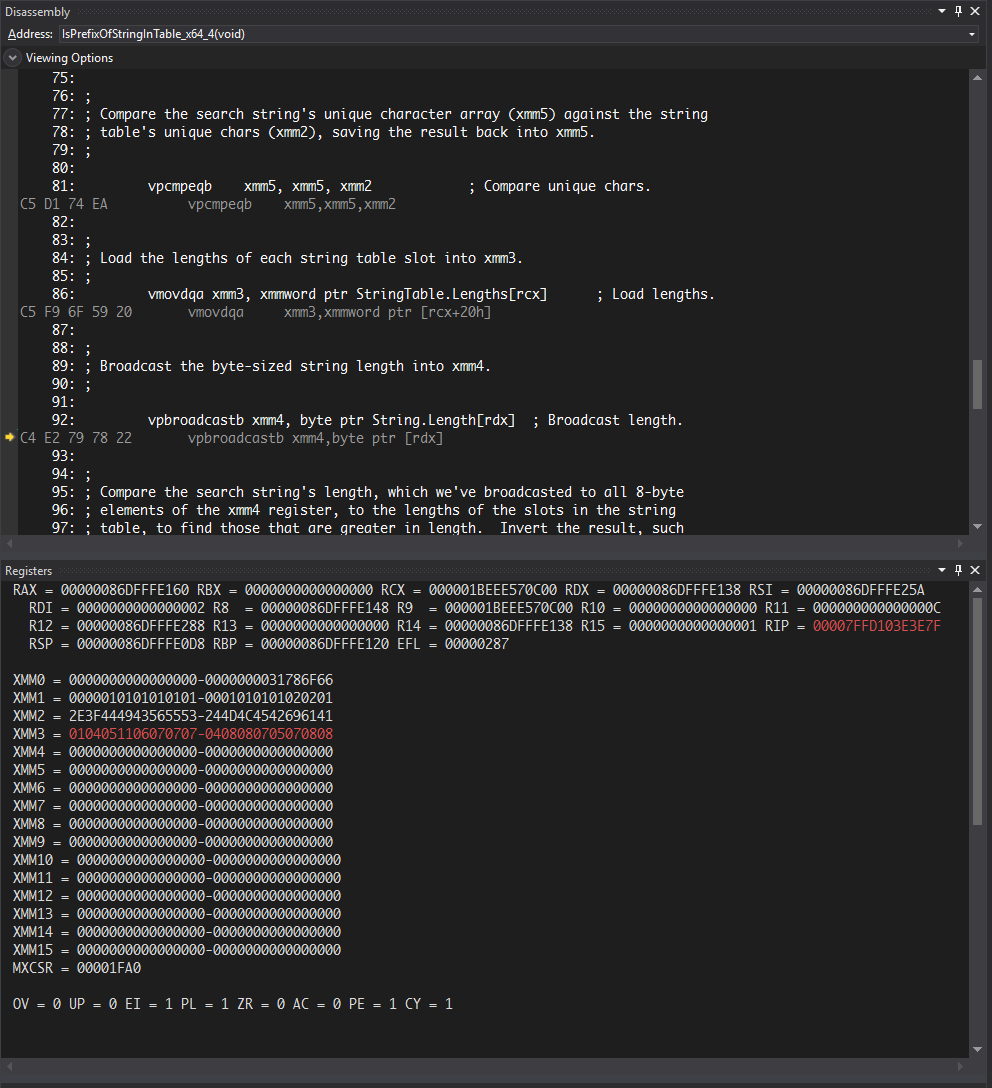 Disassembly
Address: IsPrefixOfStringInTable_x64_4(void)
Viewing Options
75:
76: ;
77: ; Compare the search string's unique character array (xmm5) against the string
78: ; table's unique chars (xmm2), saving the result back into xmm5.
79: ;
80:
81: vpcmpeqb xmm5, xmm5, xmm2 ; Compare unique chars.
C5 D1 74 EA vpcmpeqb xmm5,xmm5,xmm2
82:
83: ;
84: ; Load the lengths of each string table slot into xmm3.
85: ;
86: vmovdqa xmm3, xmmword ptr StringTable.Lengths[rcx] ; Load lengths.
C5 F9 6F 59 20 vmovdqa xmm3,xmmword ptr [rcx+20h]
87:
88: ;
89: ; Broadcast the byte-sized string length into xmm4.
90: ;
91:
92: vpbroadcastb xmm4, byte ptr String.Length[rdx] ; Broadcast length.
C4 E2 79 78 22 vpbroadcastb xmm4,byte ptr [rdx]
93:
94: ;
95: ; Compare the search string's length, which we've broadcasted to all 8-byte
96: ; elements of the xmm4 register, to the lengths of the slots in the string
97: ; table, to find those that are greater in length. Invert the result, such
Registers
RAX = 00000086DFFFE160 RBX = 0000000000000000 RCX = 000001BEEE570C00 RDX = 00000086DFFFE138 RSI = 00000086DFFFE25A
RDI = 0000000000000002 R8 = 00000086DFFFE148 R9 = 000001BEEE570C00 R10 = 0000000000000000 R11 = 000000000000000C
R12 = 00000086DFFFE288 R13 = 0000000000000000 R14 = 00000086DFFFE138 R15 = 0000000000000001 RIP = 00007FFD103E3E7F
RSP = 00000086DFFFE0D8 RBP = 00000086DFFFE120 EFL = 00000287
XMM0 = 0000000000000000-0000000031786F66
XMM1 = 0000010101010101-0001010101020201
XMM2 = 2E3F444943565553-244D4C4542696141
XMM3 = 0104051106070707-0408080705070808
XMM4 = 0000000000000000-0000000000000000
XMM5 = 0000000000000000-0000000000000000
XMM6 = 0000000000000000-0000000000000000
XMM7 = 0000000000000000-0000000000000000
XMM8 = 0000000000000000-0000000000000000
XMM9 = 0000000000000000-0000000000000000
XMM10 = 0000000000000000-0000000000000000
XMM11 = 0000000000000000-0000000000000000
XMM12 = 0000000000000000-0000000000000000
XMM13 = 0000000000000000-0000000000000000
XMM14 = 0000000000000000-0000000000000000
XMM15 = 0000000000000000-0000000000000000
MXCSR = 00001FA0
OV = 0 UP = 0 EI = 1 PL = 1 ZR = 0 AC = 0 PE = 1 CY = 1